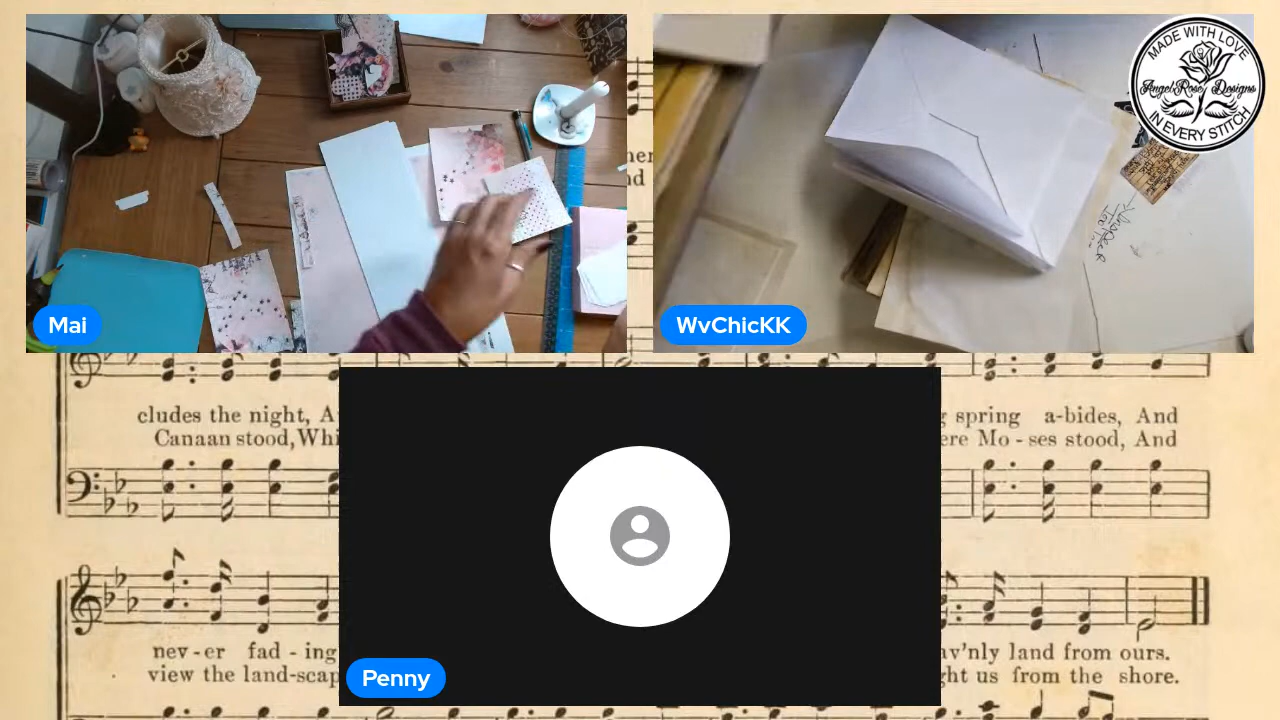 Mai
WvChicKK
MADE WITH LOVE
AngelRose Designs
IN EVERY STITCH
cludes the night, A
g spring a-bides, And
Canaan stood, Whi
ere Mo - ses stood, And
Penny
nev - er fad - ing
av'nly land from ours.
view the land-scap
ght us from the shore.